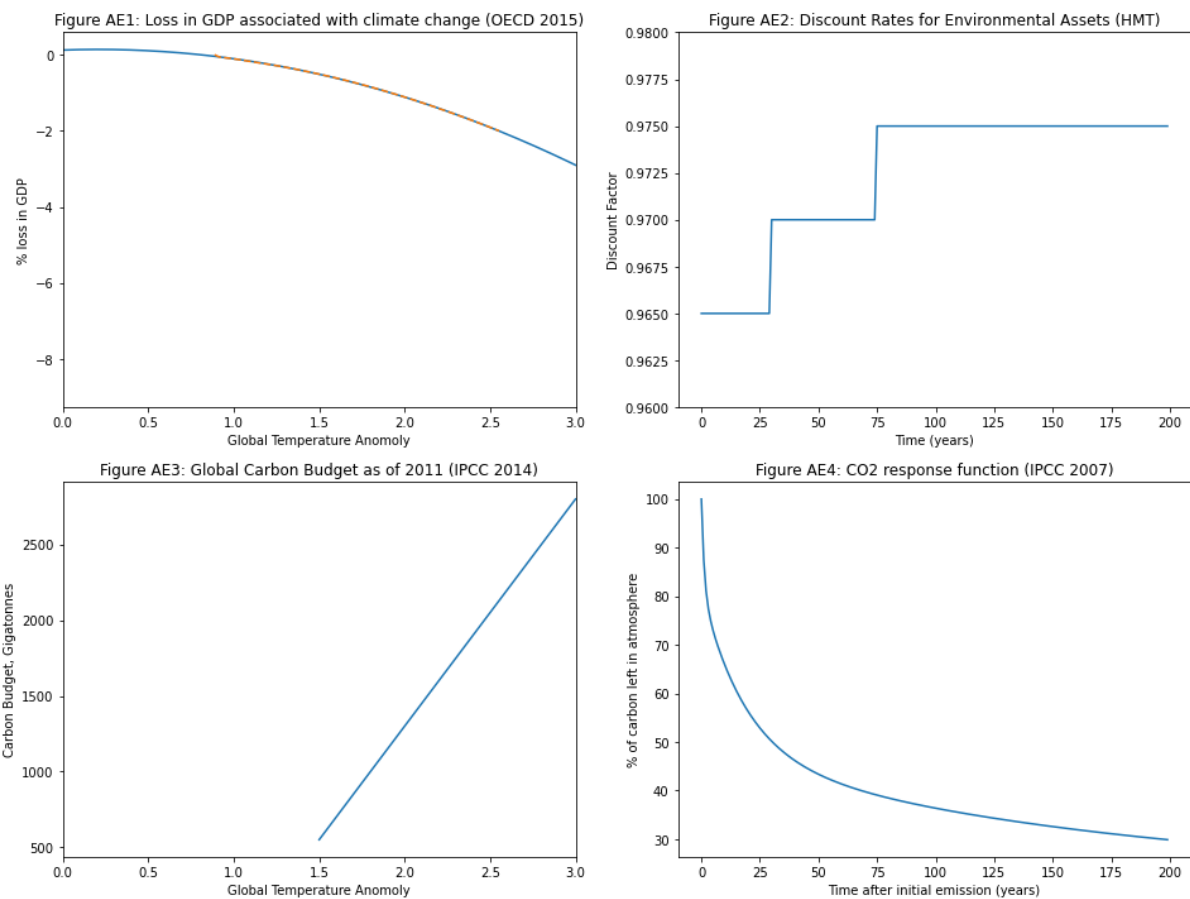 Figure AE1: Loss in GDP associated with climate change (OECD 2015)
0
−2
−4
−6
−8
% loss in GDP
0.0 0.5 1.0 1.5 2.0 2.5 3.0
Global Temperature Anomoly
Figure AE2: Discount Rates for Environmental Assets (HMT)
0.9800
0.9775
0.9750
0.9725
0.9700
0.9675
0.9650
0.9625
0.9600
Discount Factor
0 25 50 75 100 125 150 175 200
Time (years)
Figure AE3: Global Carbon Budget as of 2011 (IPCC 2014)
2500
2000
1500
1000
500
Carbon Budget, Gigatonnes
0.0 0.5 1.0 1.5 2.0 2.5 3.0
Global Temperature Anomoly
Figure AE4: CO2 response function (IPCC 2007)
100
90
80
70
60
50
40
30
% of carbon left in atmosphere
0 25 50 75 100 125 150 175 200
Time after initial emission (years)